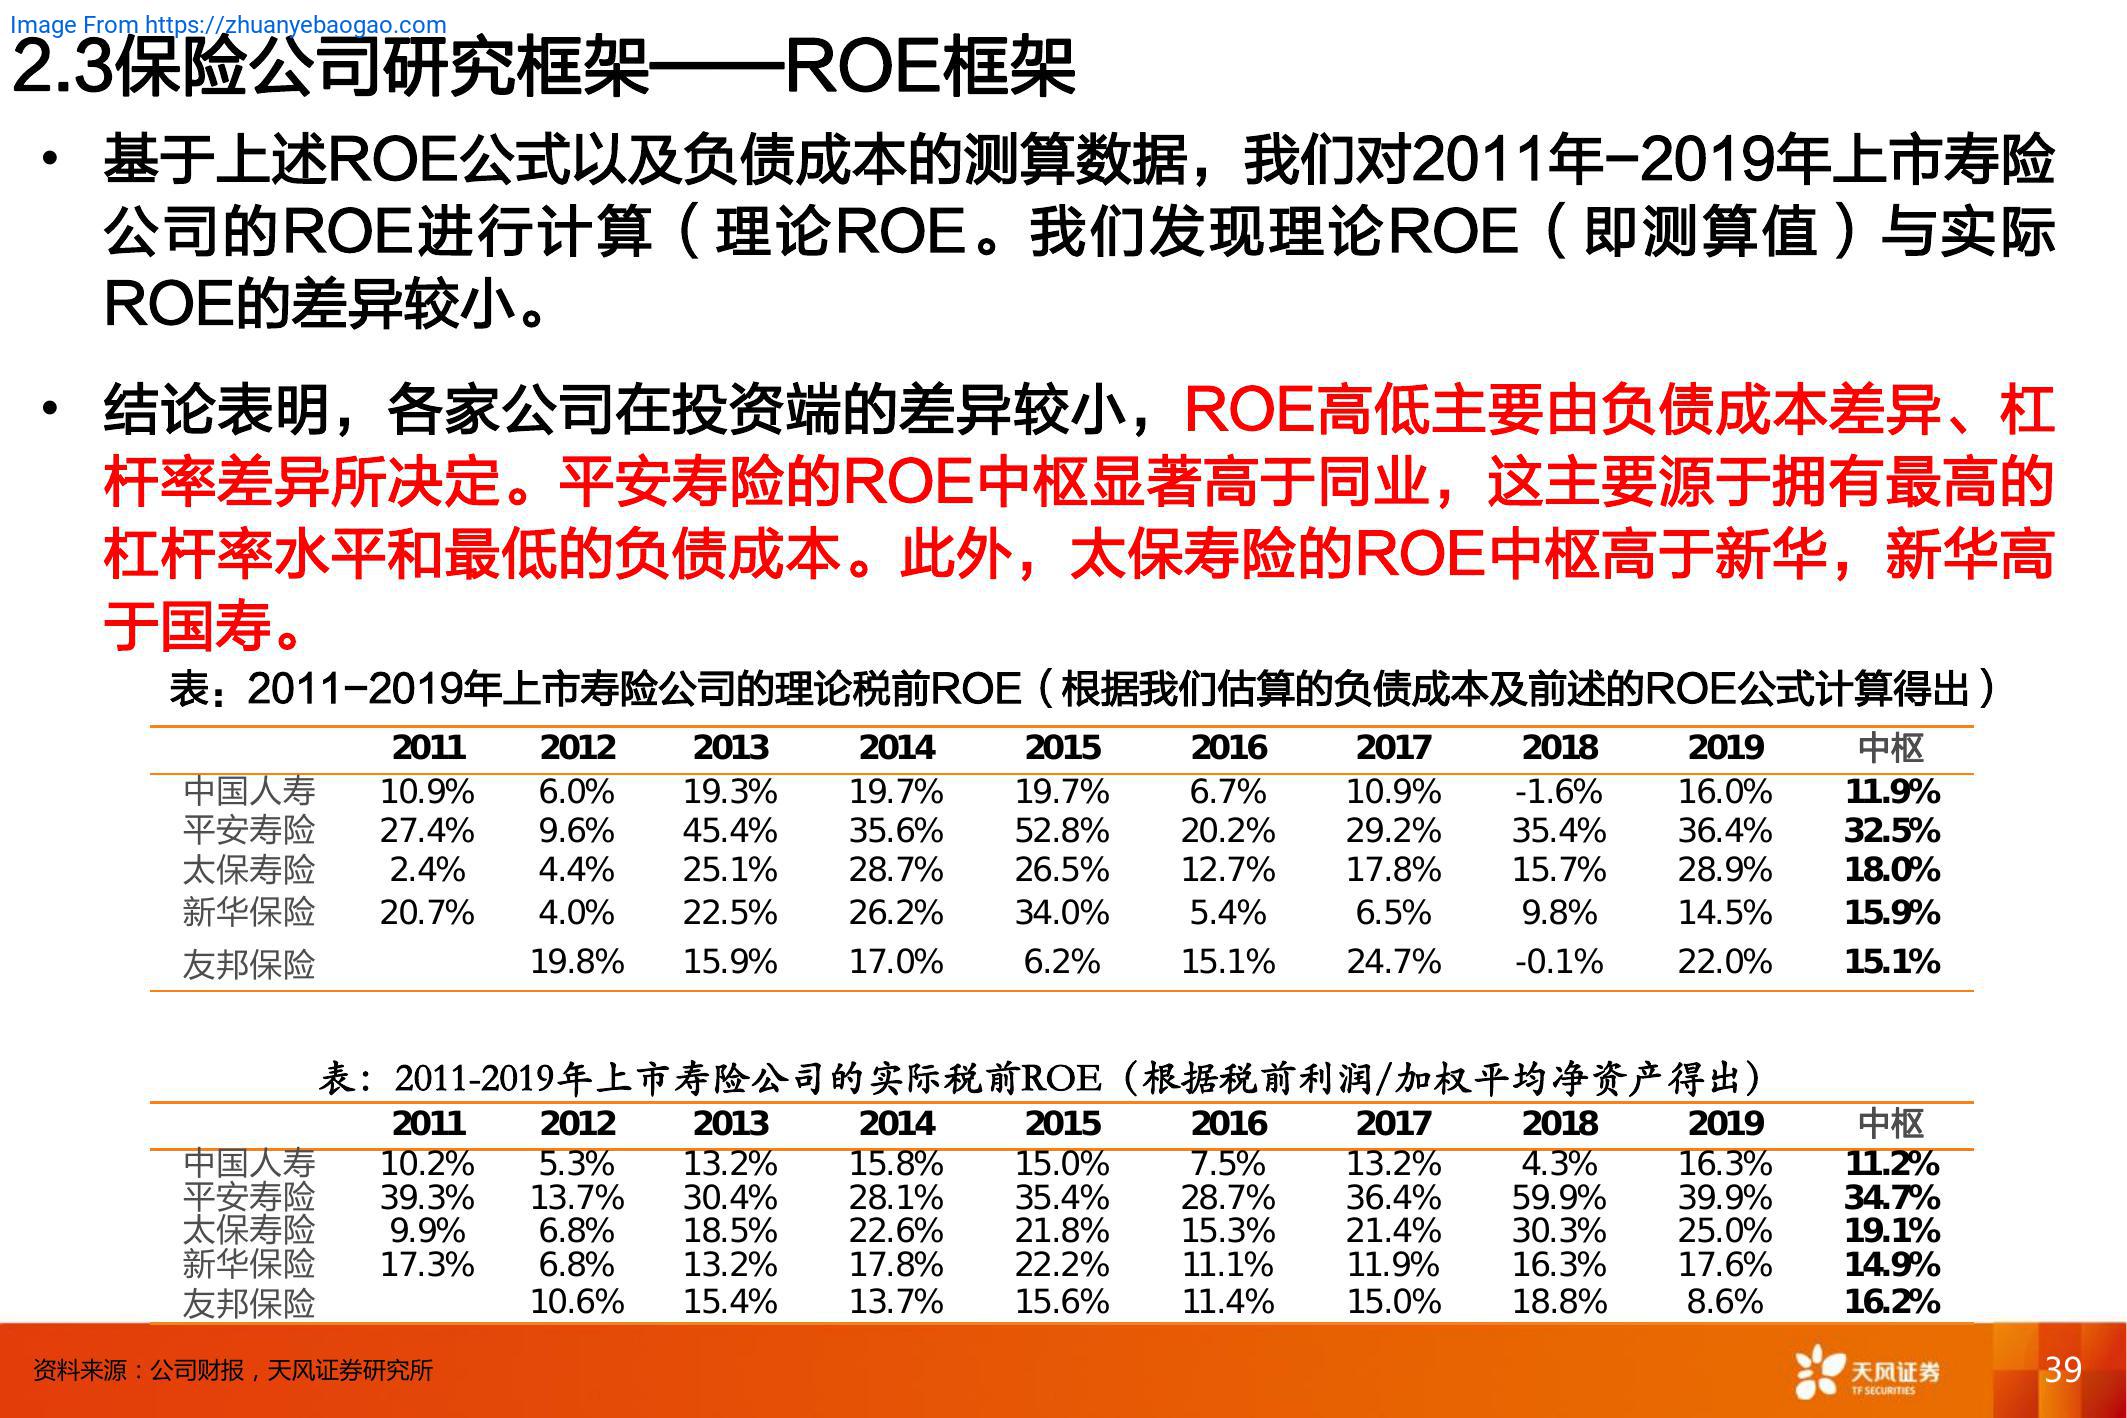 Image From https://zhuanyebaogao.com
2.3保险公司研究框架——ROE框架
• 基于上述ROE公式以及负债成本的测算数据，我们对2011年-2019年上市寿险
公司的ROE进行计算（理论ROE。我们发现理论ROE（即测算值）与实际
ROE的差异较小。
• 结论表明，各家公司在投资端的差异较小，ROE高低主要由负债成本差异、杠
杆率差异所决定。平安寿险的ROE中枢显著高于同业，这主要源于拥有最高的
杠杆率水平和最低的负债成本。此外，太保寿险的ROE中枢高于新华，新华高
于国寿。
表：2011-2019年上市寿险公司的理论税前ROE（根据我们估算的负债成本及前述的ROE公式计算得出）
2011 2012 2013 2014 2015 2016 2017 2018 2019 中枢
中国人寿 10.9% 6.0% 19.3% 19.7% 19.7% 6.7% 10.9% -1.6% 16.0% 11.9%
平安寿险 27.4% 9.6% 45.4% 35.6% 52.8% 20.2% 29.2% 35.4% 36.4% 32.5%
太保寿险 2.4% 4.4% 25.1% 28.7% 26.5% 12.7% 17.8% 15.7% 28.9% 18.0%
新华保险 20.7% 4.0% 22.5% 26.2% 34.0% 5.4% 6.5% 9.8% 14.5% 15.9%
友邦保险 19.8% 15.9% 17.0% 6.2% 15.1% 24.7% -0.1% 22.0% 15.1%
表：2011-2019年上市寿险公司的实际税前ROE（根据税前利润/加权平均净资产得出）
2011 2012 2013 2014 2015 2016 2017 2018 2019 中枢
中国人寿 10.2% 5.3% 13.2% 15.8% 15.0% 7.5% 13.2% 4.3% 16.3% 11.2%
平安寿险 39.3% 13.7% 30.4% 28.1% 35.4% 28.7% 36.4% 59.9% 39.9% 34.7%
太保寿险 9.9% 6.8% 18.5% 22.6% 21.8% 15.3% 21.4% 30.3% 25.0% 19.1%
新华保险 17.3% 6.8% 13.2% 17.8% 22.2% 11.1% 11.9% 16.3% 17.6% 14.9%
友邦保险 10.6% 15.4% 13.7% 15.6% 11.4% 15.0% 18.8% 8.6% 16.2%
资料来源：公司财报，天风证券研究所
天风证券
TF SECURITIES
39